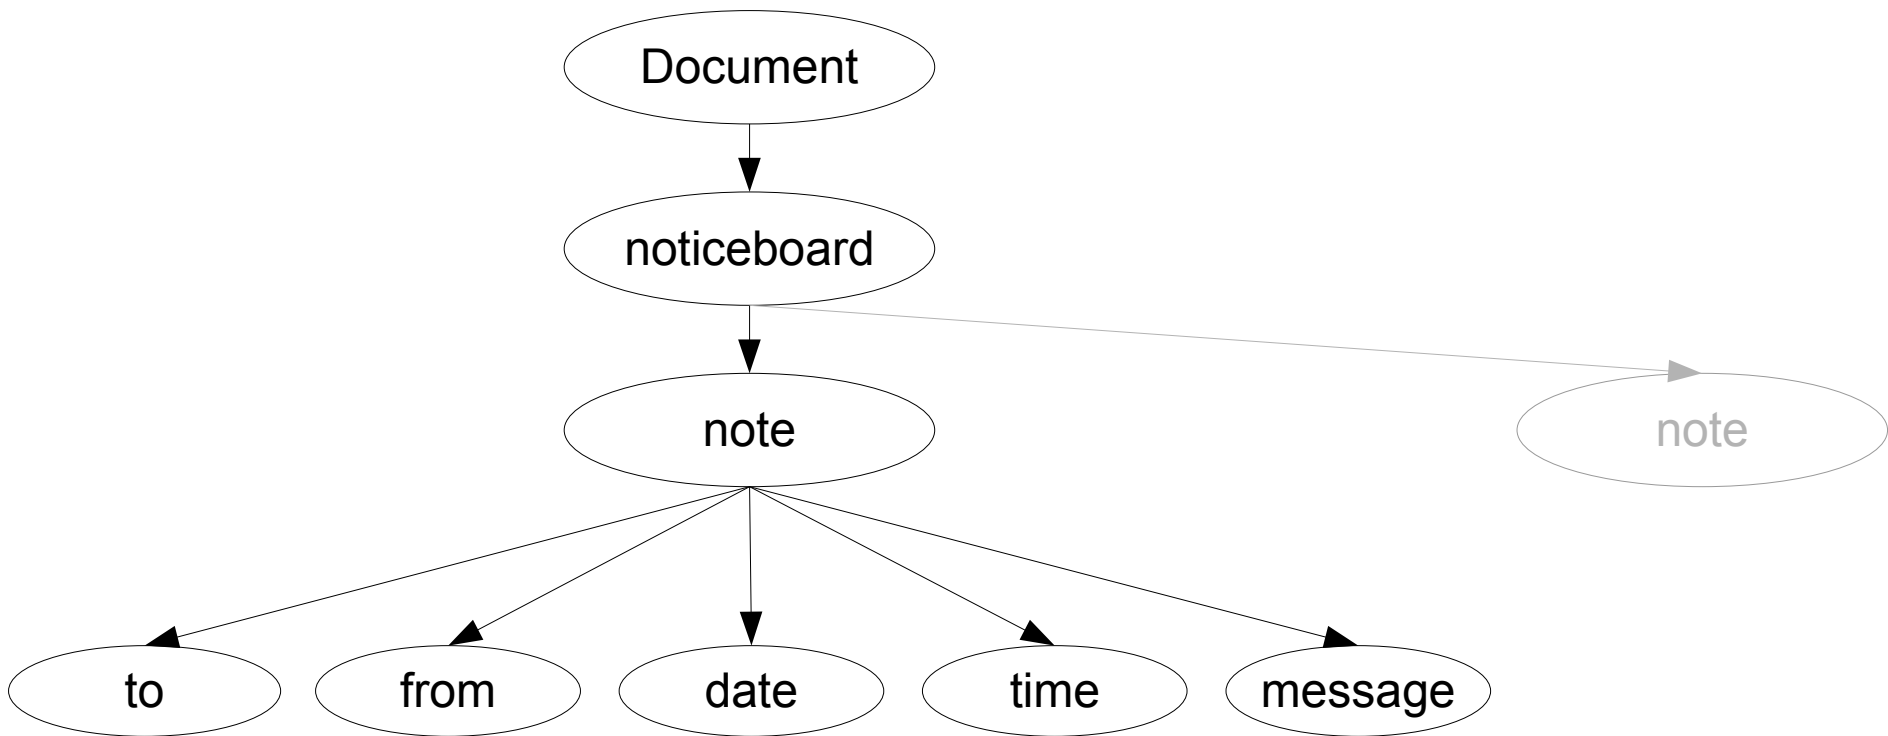 Document
noticeboard
note
note
to
from
date
time
message